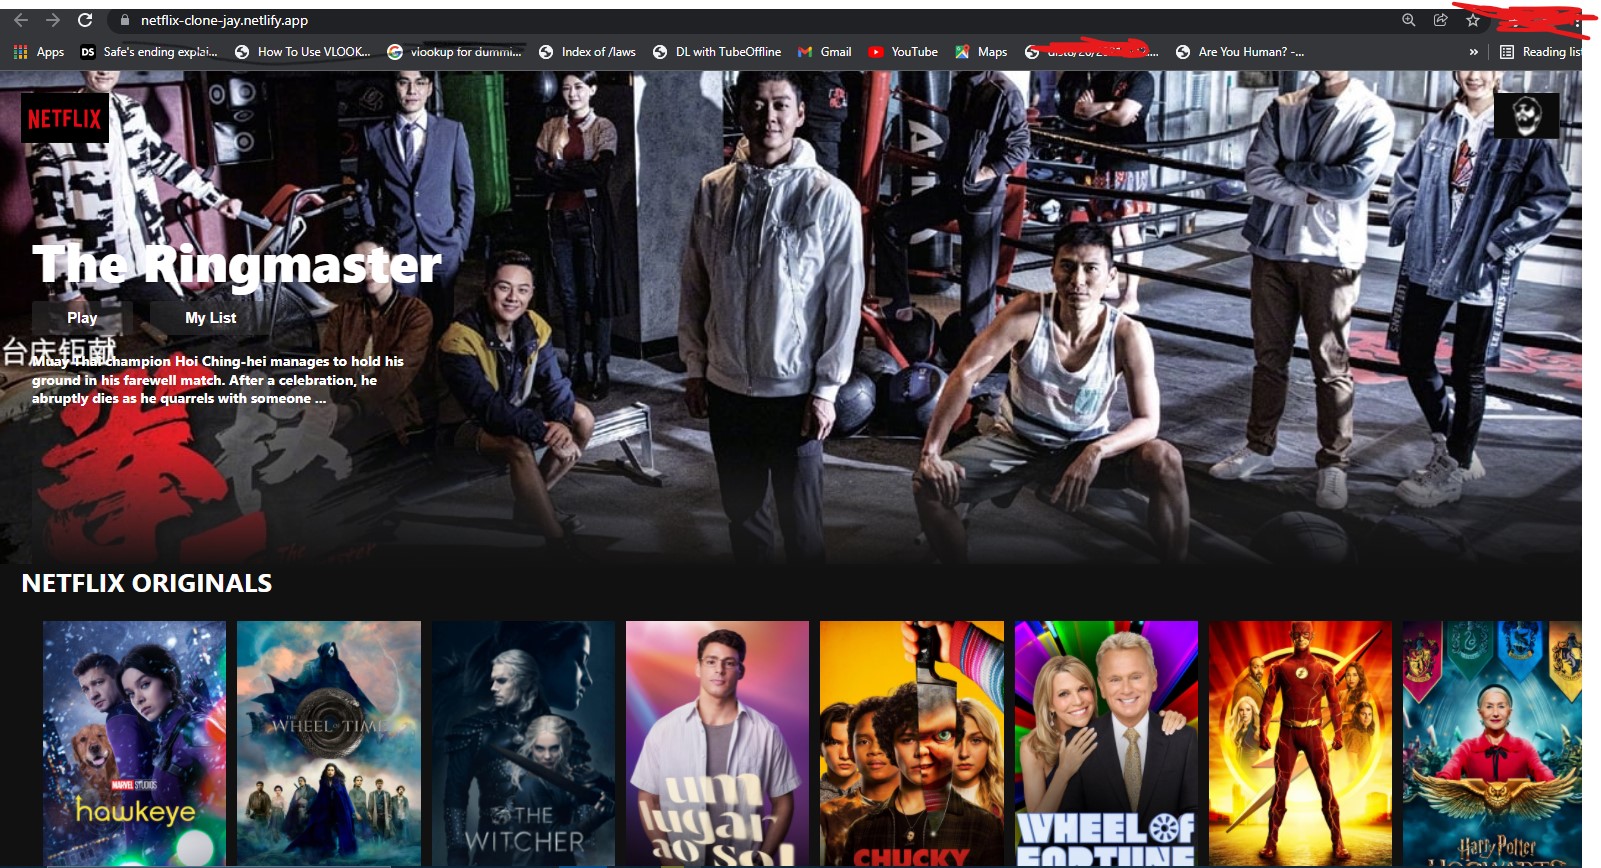 netflix-clone-jay.netlify.app
Apps
DS Safe's ending explai...
How To Use VLOOK...
vlookup for dummi...
Index of /laws
DL with TubeOffline
Gmail
YouTube
Maps
Are You Human? -...
»
Reading list
NETFLIX
The Ringmaster
Play
My List
台庆钜献
Muay Thai champion Hoi Ching-hei manages to hold his
ground in his farewell match. After a celebration, he
abruptly dies as he quarrels with someone ...
The
Ringmaster
NETFLIX ORIGINALS
MARVEL STUDIOS
hawkeye
THE
WHEEL OF TIME
THE
WITCHER
um
lugar
ao sol
CHUCKY
WHEEL OF
FORTUNE
Harry Potter
HOGWARTS